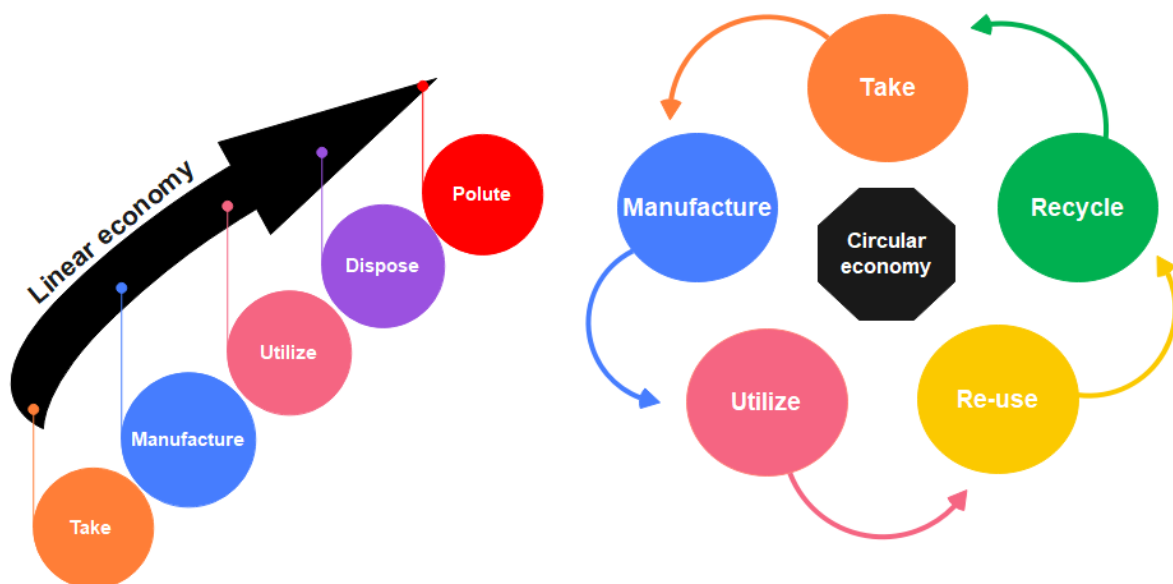 Linear economy
Take
Manufacture
Utilize
Dispose
Polute
Take
Manufacture
Utilize
Re-use
Recycle
Circular
economy